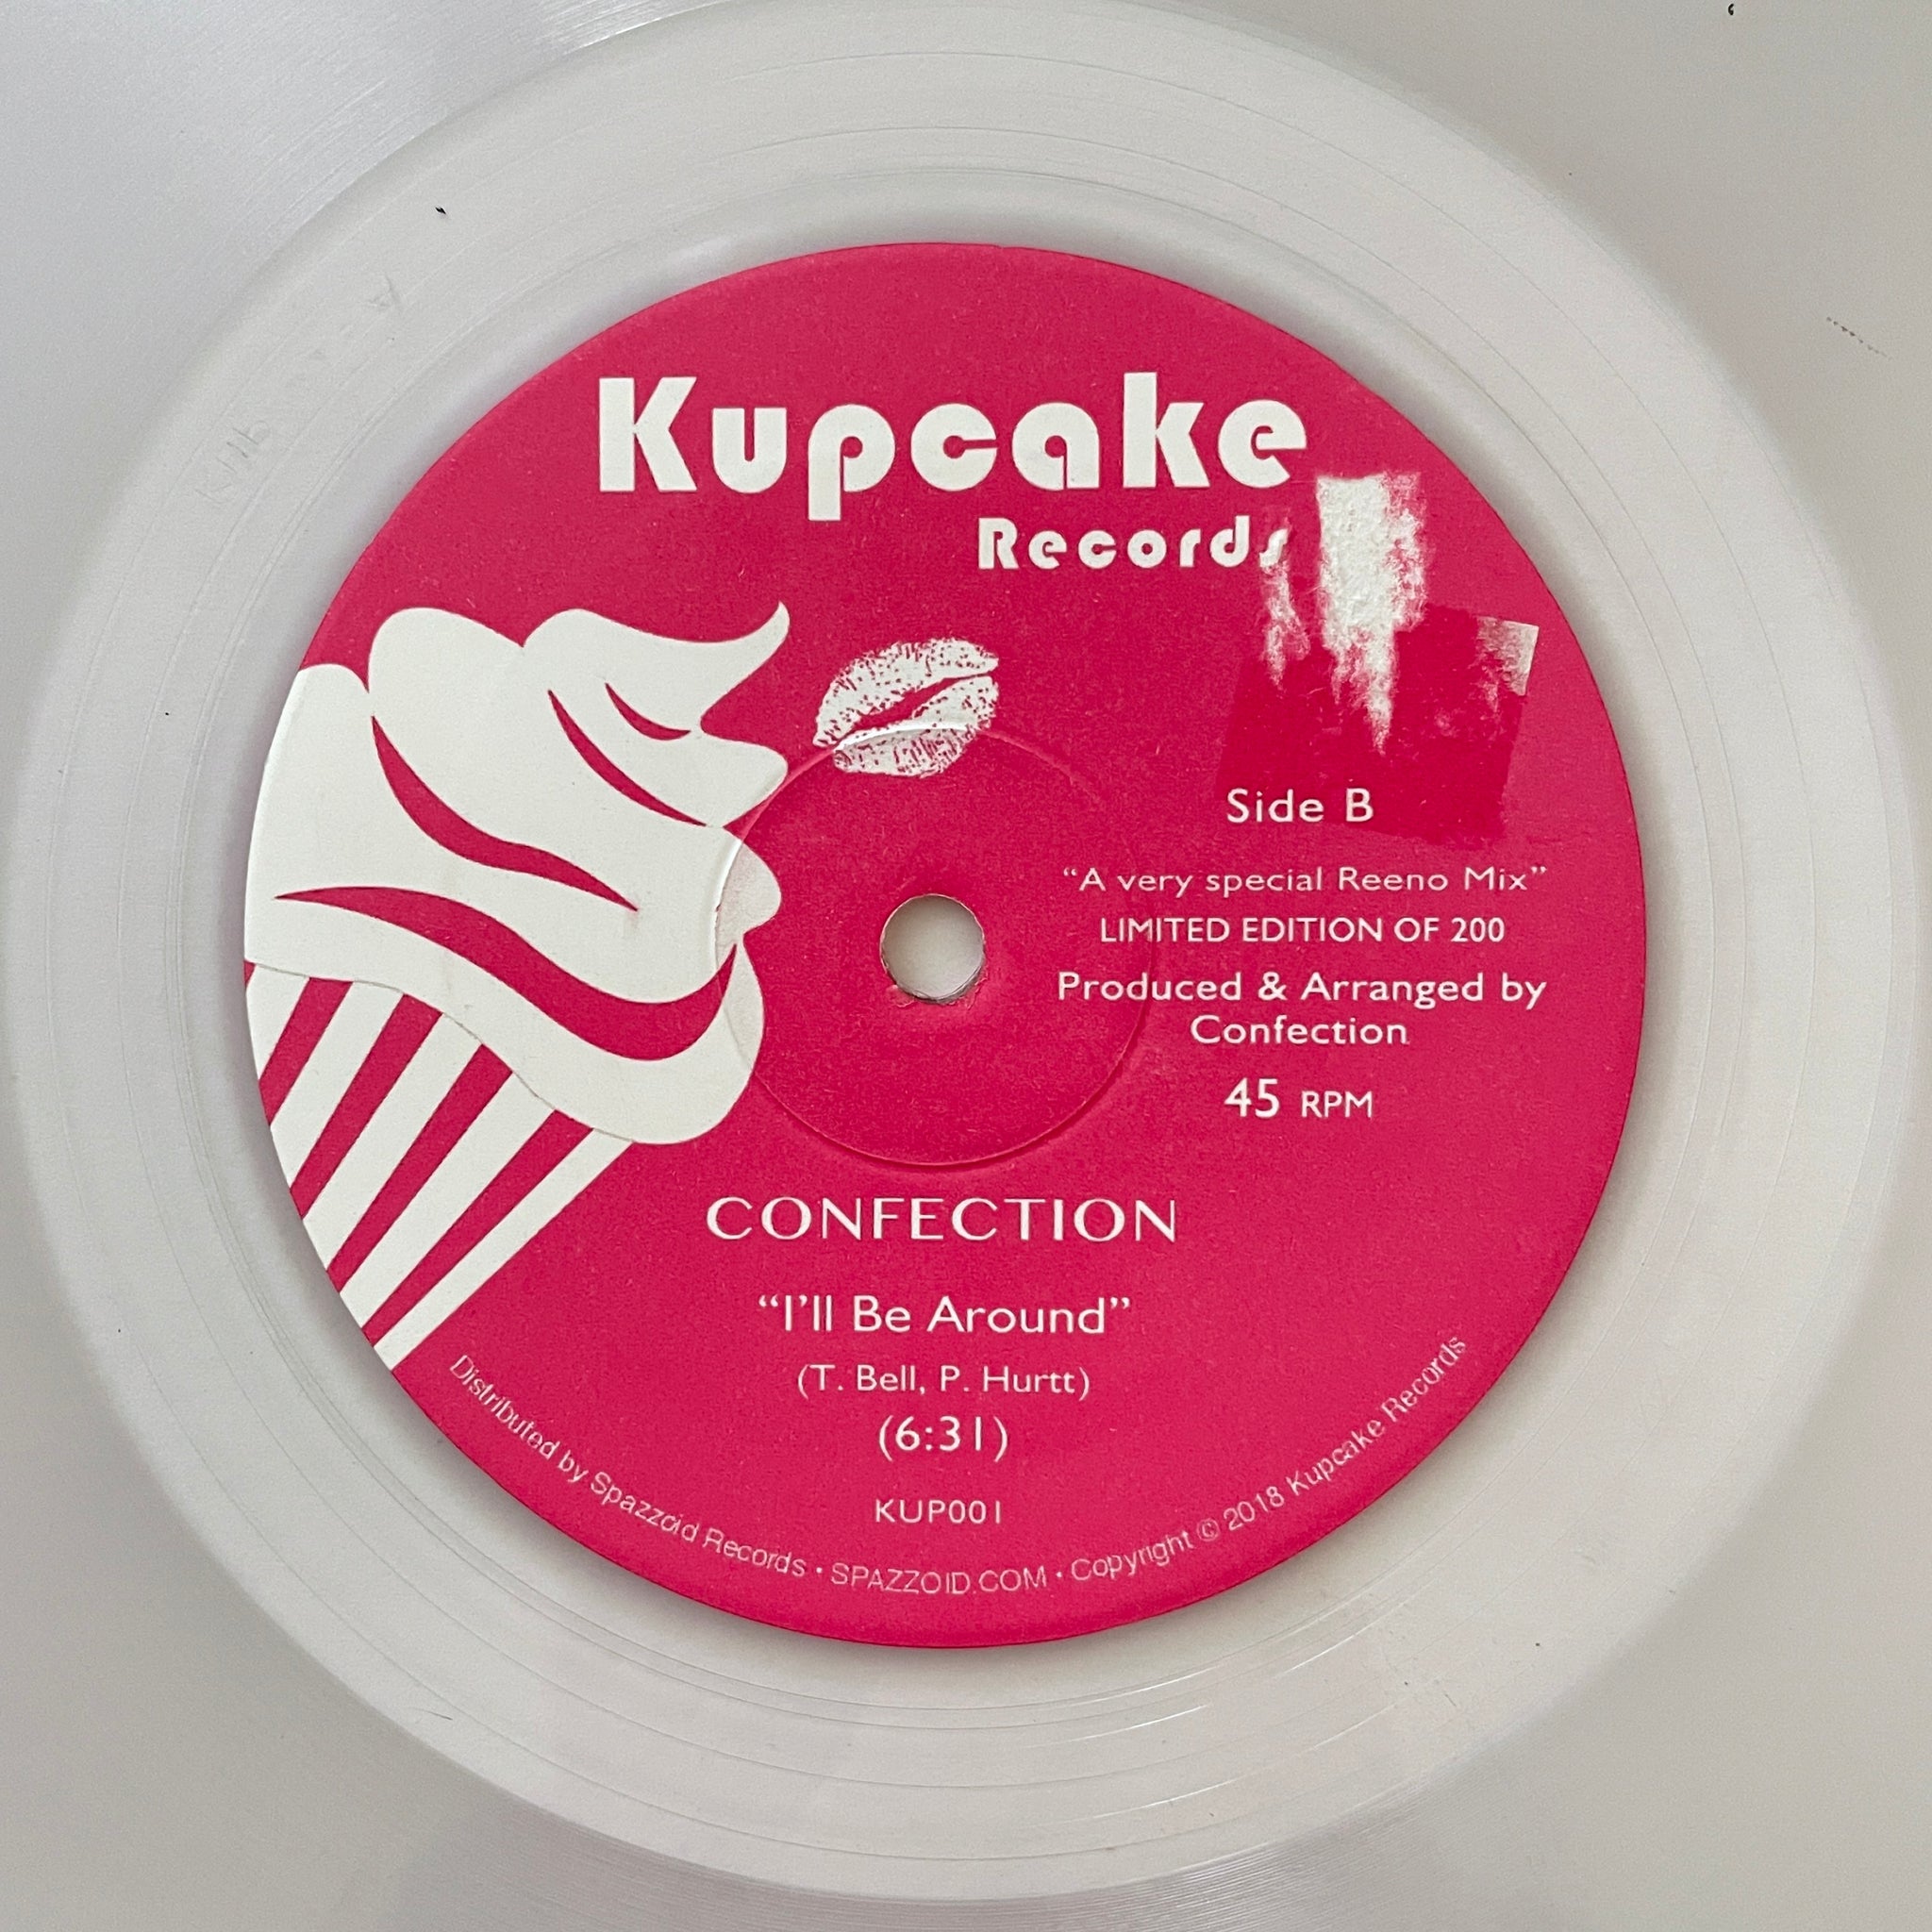 Kupcake
Records
Side B
“A very special Reeno Mix”
LIMITED EDITION OF 200
Produced & Arranged by
Confection
45 RPM
CONFECTION
“I’ll Be Around”
(T. Bell, P. Hurtt)
(6:31)
KUP001
Distributed by Spazzoid Records • SPAZZOID.COM • Copyright © 2018 Kupcake Records